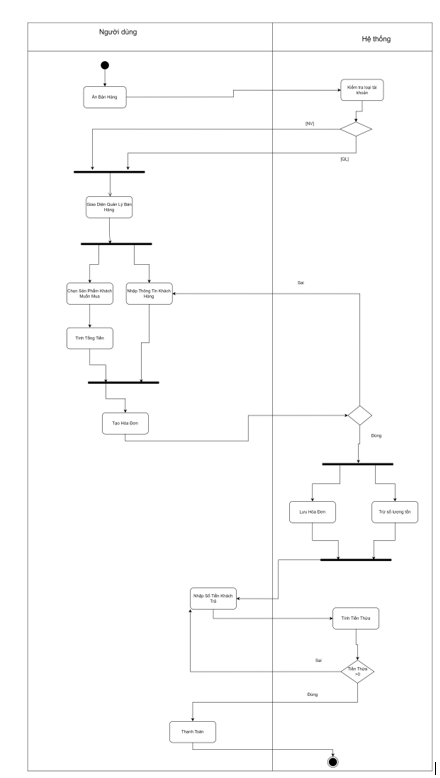 Người dùng
Hệ thống
Ấn Bán Hàng
Kiểm tra loại tài
khoản
[NV]
[QL]
Giao Diện Quản Lý Bán
Hàng
Chọn Sản Phẩm Khách
Muốn Mua
Nhập Thông Tin Khách
Hàng
Sai
Tính Tổng Tiền
Tạo Hóa Đơn
Đúng
Lưu Hóa Đơn
Trừ số lượng tồn
Nhập Số Tiền Khách
Trả
Tính Tiền Thừa
Sai
Tiền Thừa
>0
Đúng
Thanh Toán